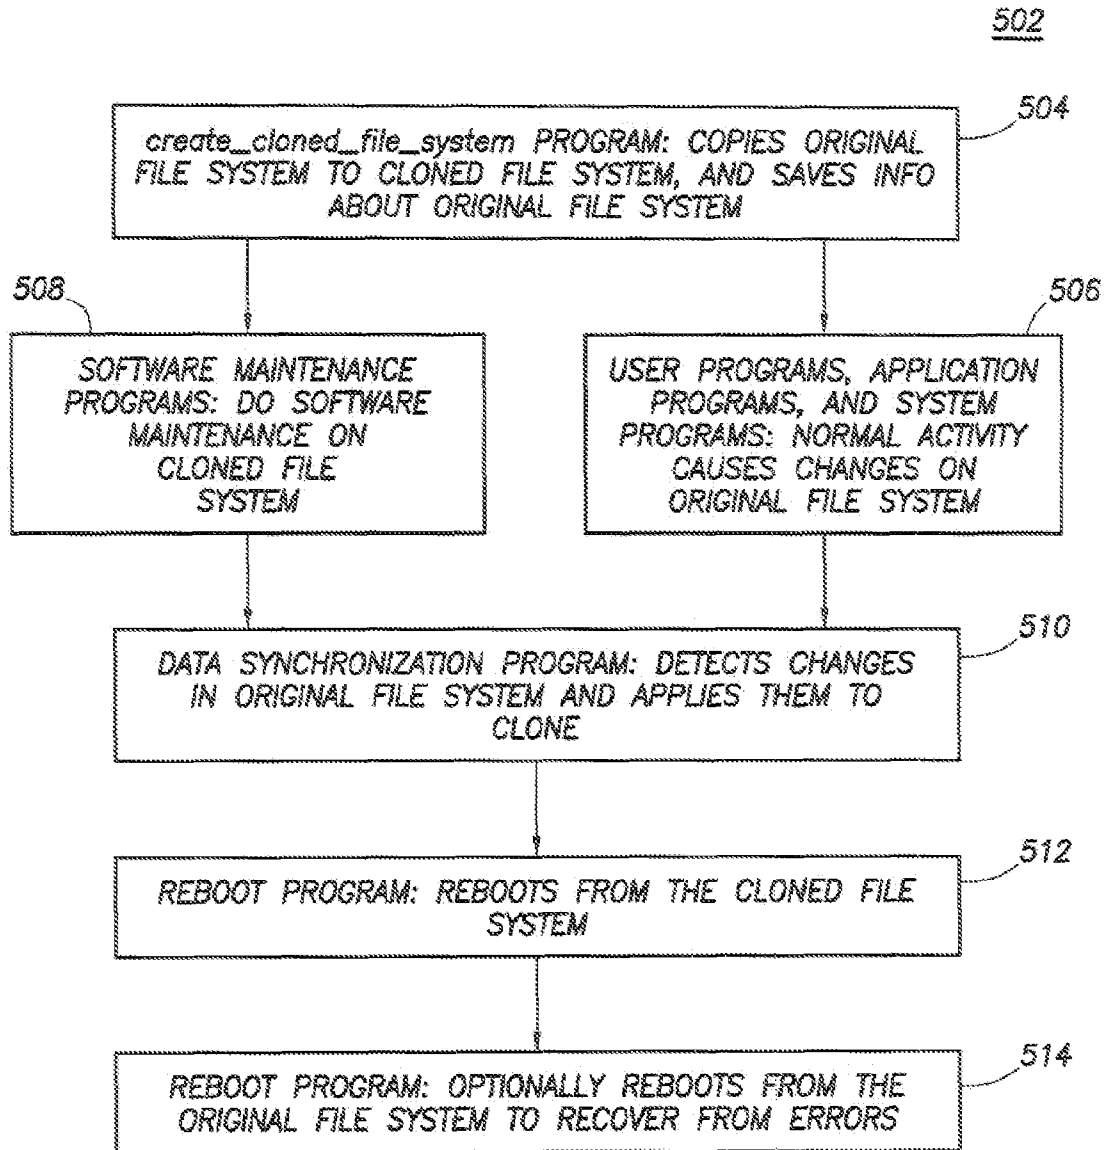 502
504
create_cloned_file_system PROGRAM: COPIES ORIGINAL
FILE SYSTEM TO CLONED FILE SYSTEM, AND SAVES INFO
ABOUT ORIGINAL FILE SYSTEM
508
SOFTWARE MAINTENANCE
PROGRAMS: DO SOFTWARE
MAINTENANCE ON
CLONED FILE
SYSTEM
506
USER PROGRAMS, APPLICATION
PROGRAMS, AND SYSTEM
PROGRAMS: NORMAL ACTIVITY
CAUSES CHANGES ON
ORIGINAL FILE SYSTEM
510
DATA SYNCHRONIZATION PROGRAM: DETECTS CHANGES
IN ORIGINAL FILE SYSTEM AND APPLIES THEM TO
CLONE
512
REBOOT PROGRAM: REBOOTS FROM THE CLONED FILE
SYSTEM
514
REBOOT PROGRAM: OPTIONALLY REBOOTS FROM THE
ORIGINAL FILE SYSTEM TO RECOVER FROM ERRORS